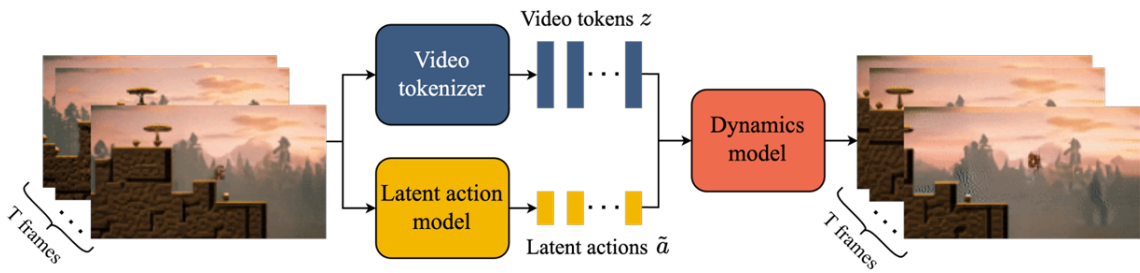 Video tokens z
Video
tokenizer
Dynamics
model
Latent action
model
Latent actions ã
T frames
T frames